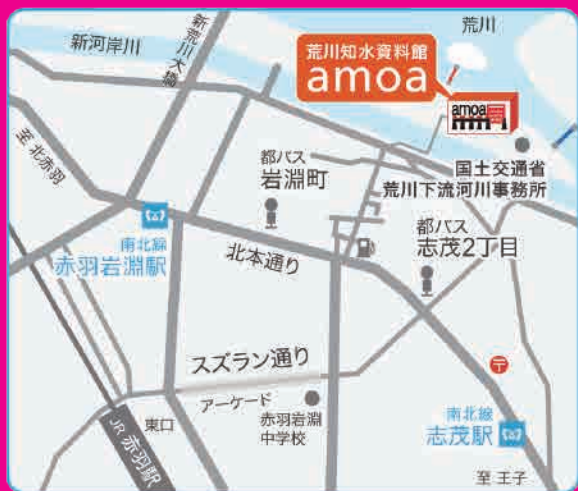 荒川
新河岸川
新荒川大橋
荒川知水資料館
amoa
amoa
至 北赤羽
都バス
岩淵町
国土交通省
荒川下流河川事務所
都バス
志茂2丁目
南北線
赤羽岩淵駅
北本通り
スズラン通り
アーケード
赤羽岩淵
中学校
東口
JR 赤羽駅
〒
南北線
志茂駅
至 王子